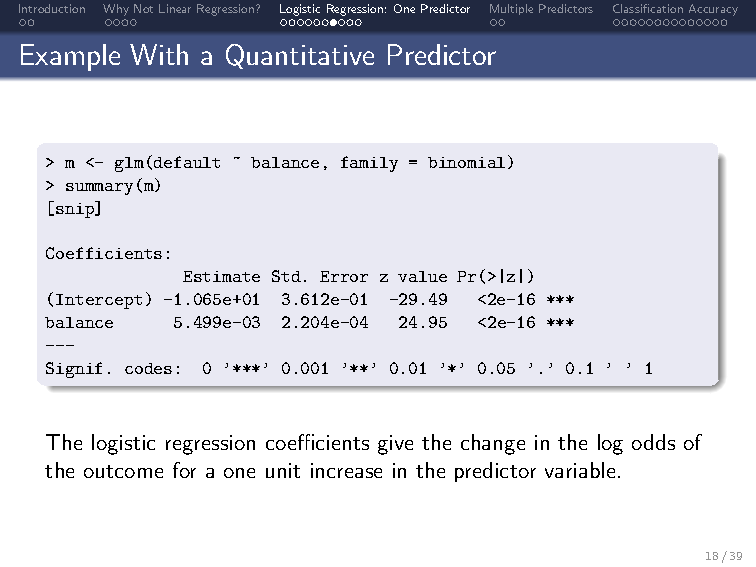 Introduction Why Not Linear Regression? Logistic Regression: One Predictor Multiple Predictors Classification Accuracy
Example With a Quantitative Predictor
> m <- glm(default ~ balance, family = binomial)
> summary(m)
[snip]
Coefficients:
Estimate Std. Error z value Pr(>|z|)
(Intercept) -1.065e+01 3.612e-01 -29.49 <2e-16 ***
balance 5.499e-03 2.204e-04 24.95 <2e-16 ***
---
Signif. codes: 0 ’***’ 0.001 ’**’ 0.01 ’*’ 0.05 ’.’ 0.1 ’ ’ 1
The logistic regression coefficients give the change in the log odds of
the outcome for a one unit increase in the predictor variable.
18 / 39